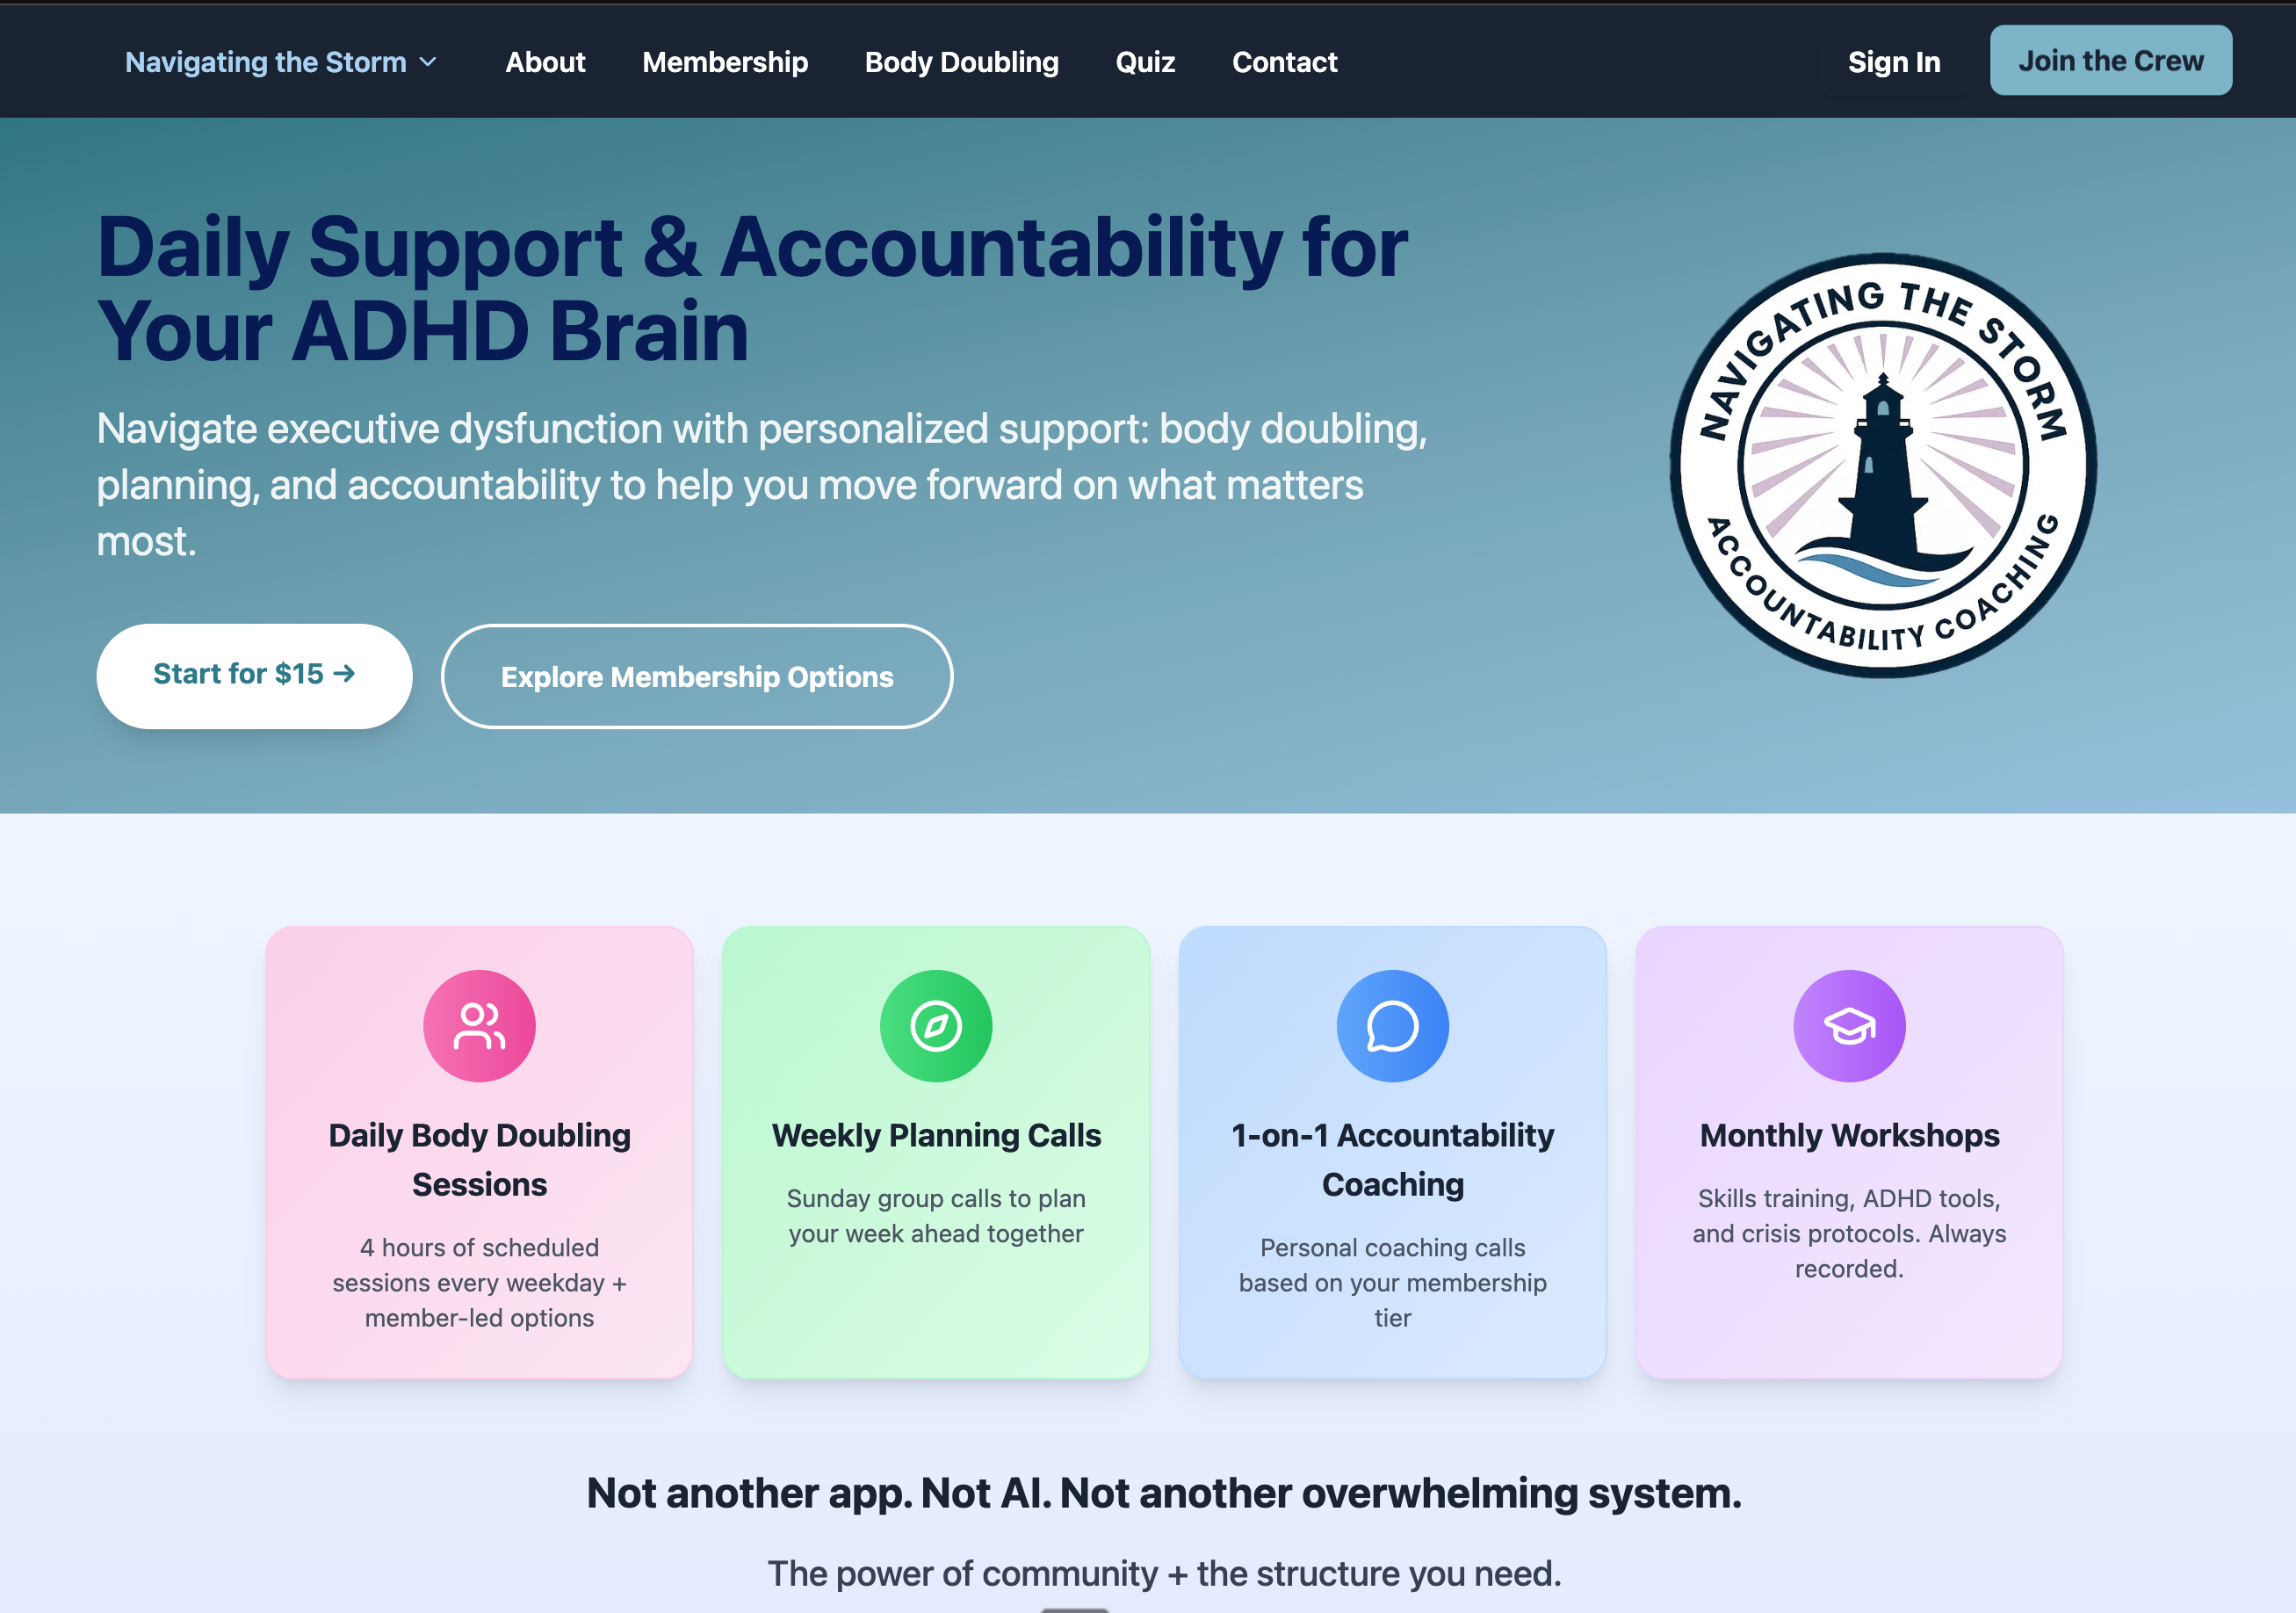 Navigating the Storm
About
Membership
Body Doubling
Quiz
Contact
Sign In
Join the Crew
Daily Support & Accountability for
Your ADHD Brain
Navigate executive dysfunction with personalized support: body doubling,
planning, and accountability to help you move forward on what matters
most.
Start for $15 →
Explore Membership Options
NAVIGATING THE STORM
ACCOUNTABILITY COACHING
Daily Body Doubling
Sessions
4 hours of scheduled
sessions every weekday +
member-led options
Weekly Planning Calls
Sunday group calls to plan
your week ahead together
1-on-1 Accountability
Coaching
Personal coaching calls
based on your membership
tier
Monthly Workshops
Skills training, ADHD tools,
and crisis protocols. Always
recorded.
Not another app. Not AI. Not another overwhelming system.
The power of community + the structure you need.